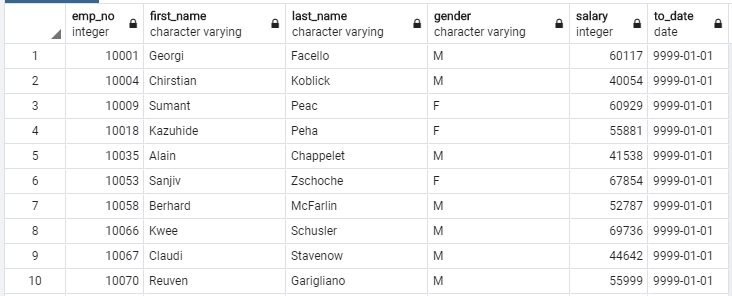 emp_no first_name last_name gender salary to_date
integer character varying character varying character varying integer date
1 10001 Georgi Facello M 60117 9999-01-01
2 10004 Chirstian Koblick M 40054 9999-01-01
3 10009 Sumant Peac F 60929 9999-01-01
4 10018 Kazuhide Peha F 55881 9999-01-01
5 10035 Alain Chappelet M 41538 9999-01-01
6 10053 Sanjiv Zschoche F 67854 9999-01-01
7 10058 Berhard McFarlin M 52787 9999-01-01
8 10066 Kwee Schusler M 69736 9999-01-01
9 10067 Claudi Stavenow M 44642 9999-01-01
10 10070 Reuven Garigliano M 55999 9999-01-01